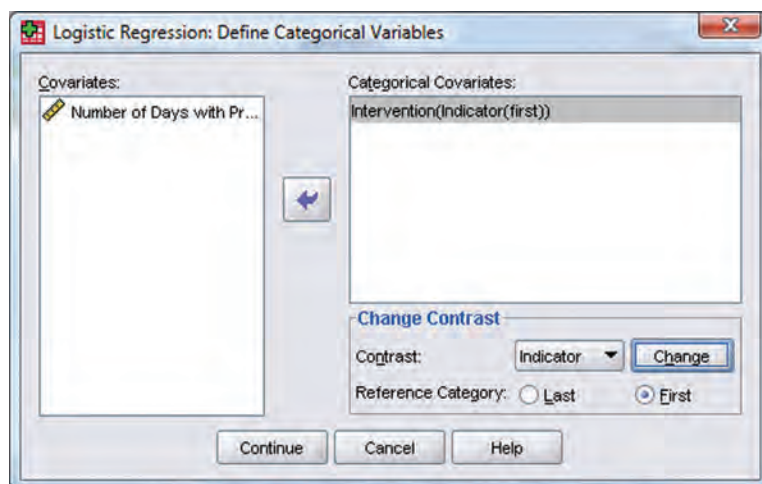 Logistic Regression: Define Categorical Variables
Covariates:
Number of Days with Pr...
Categorical Covariates:
Intervention(Indicator(first))
Change Contrast
Contrast: Indicator Change
Reference Category: Last First
Continue Cancel Help